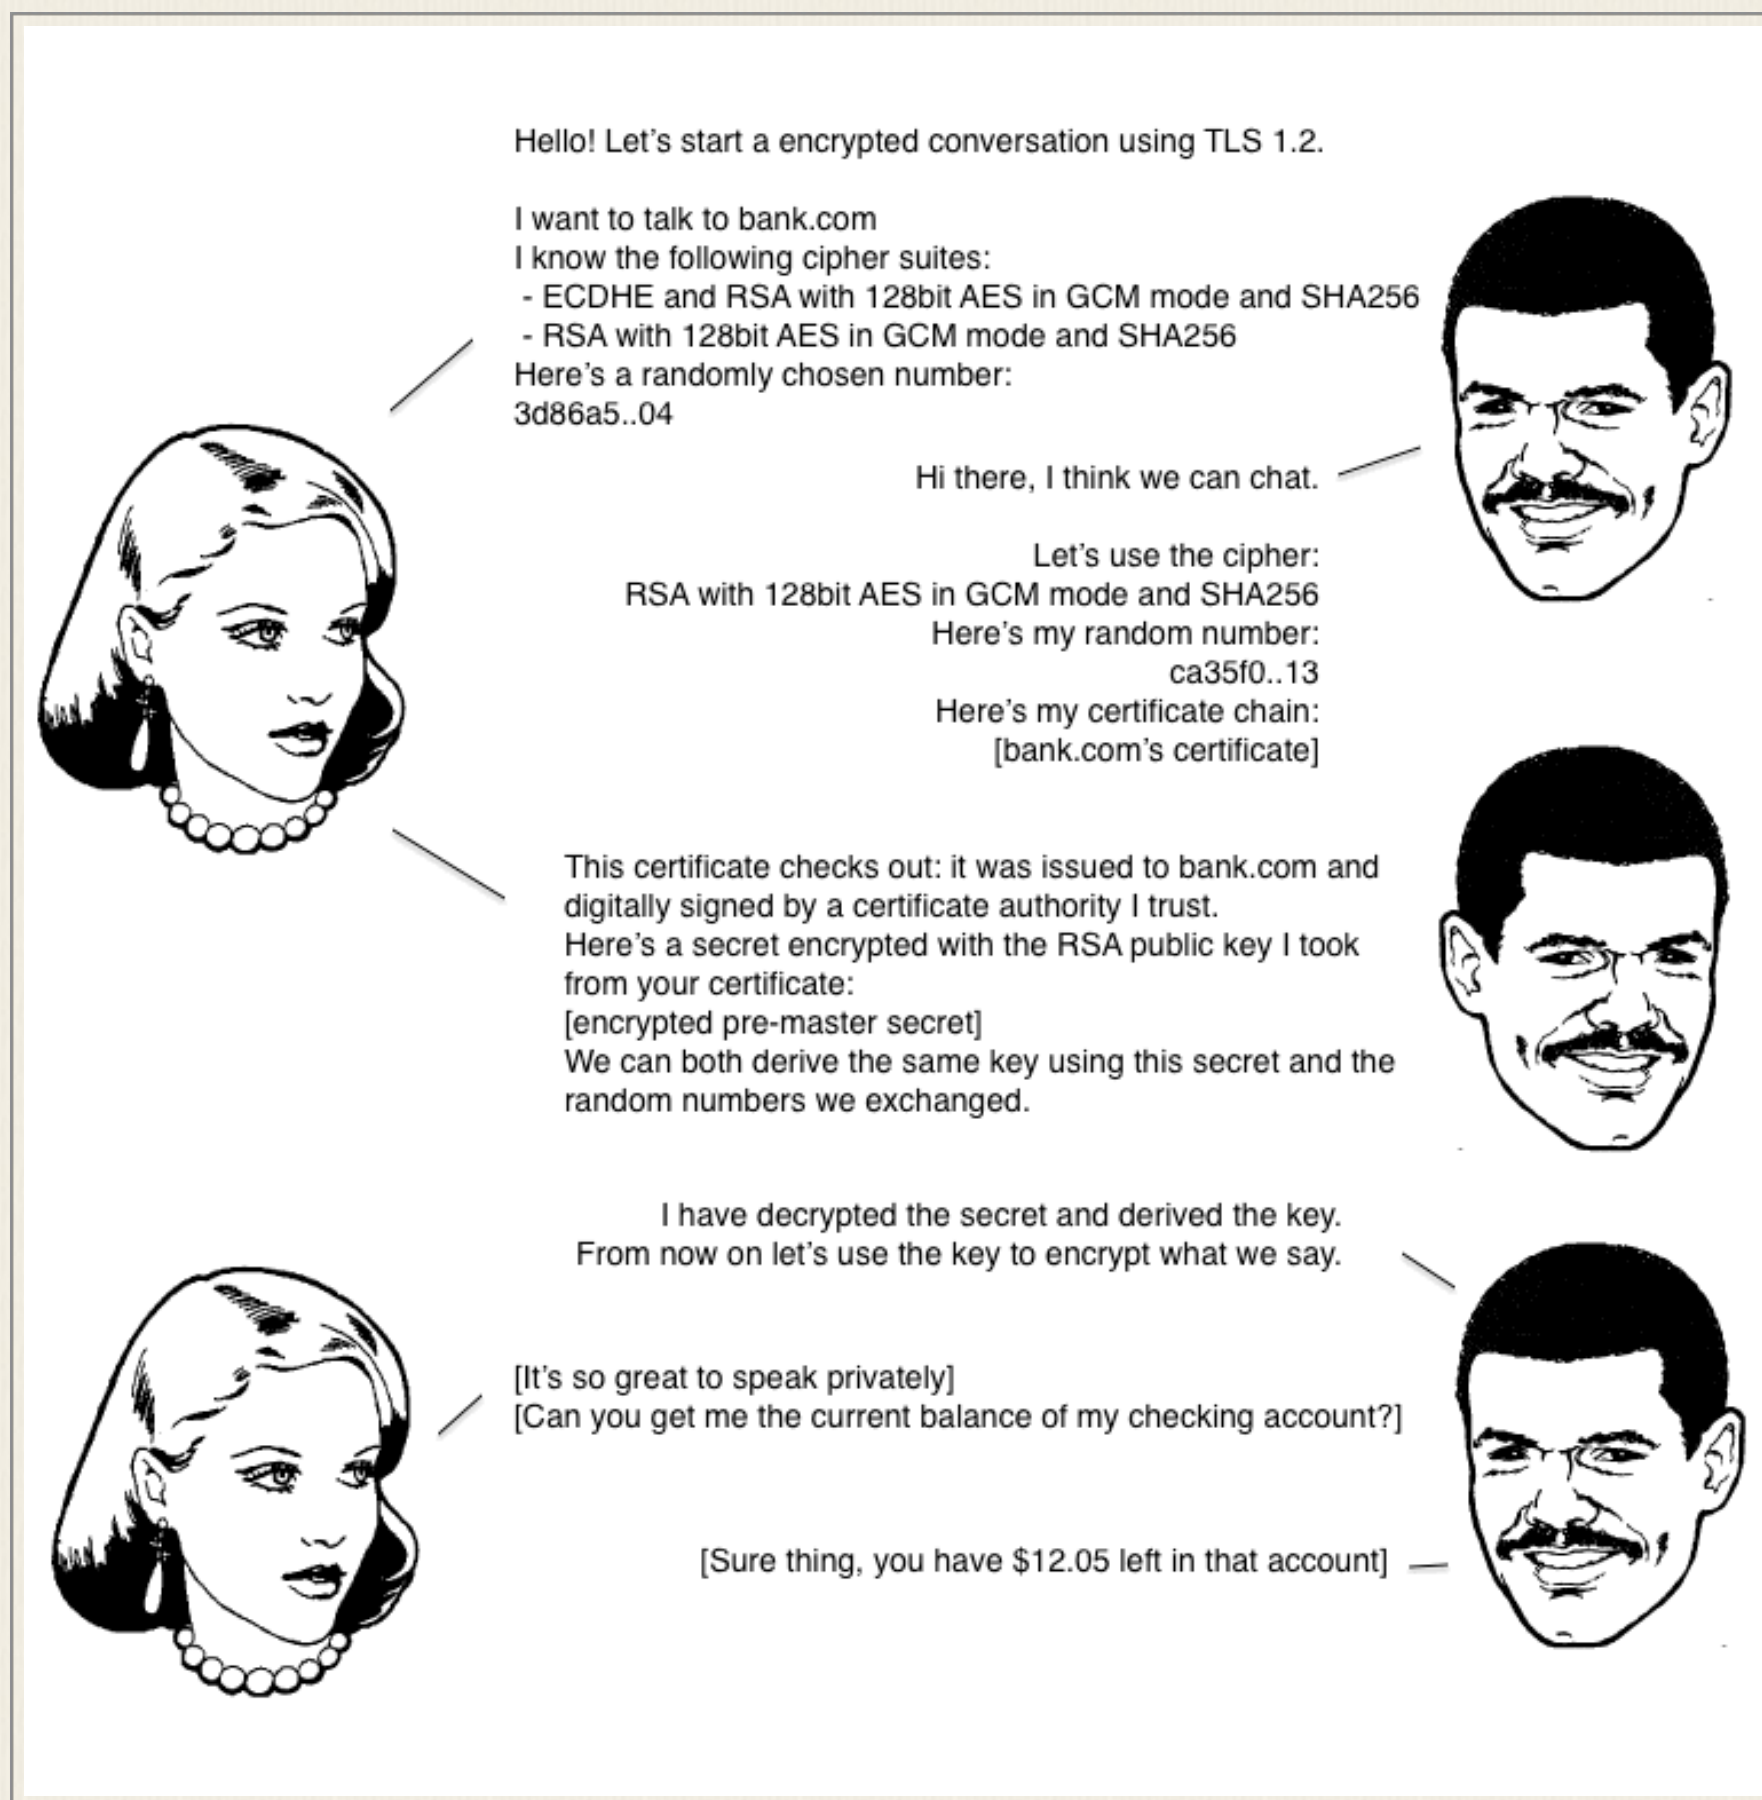 Hello! Let’s start a encrypted conversation using TLS 1.2.
I want to talk to bank.com
I know the following cipher suites:
- ECDHE and RSA with 128bit AES in GCM mode and SHA256
- RSA with 128bit AES in GCM mode and SHA256
Here’s a randomly chosen number:
3d86a5..04
Hi there, I think we can chat.
Let’s use the cipher:
RSA with 128bit AES in GCM mode and SHA256
Here’s my random number:
ca35f0..13
Here’s my certificate chain:
[bank.com’s certificate]
This certificate checks out: it was issued to bank.com and
digitally signed by a certificate authority I trust.
Here’s a secret encrypted with the RSA public key I took
from your certificate:
[encrypted pre-master secret]
We can both derive the same key using this secret and the
random numbers we exchanged.
I have decrypted the secret and derived the key.
From now on let’s use the key to encrypt what we say.
[It’s so great to speak privately]
[Can you get me the current balance of my checking account?]
[Sure thing, you have $12.05 left in that account]